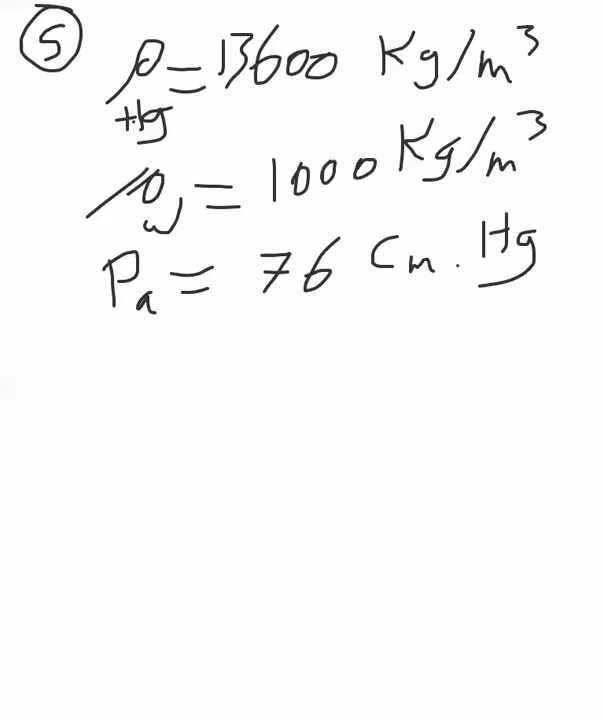 5 ρHg = 13600 Kg/m³
ρw = 1000 Kg/m³
Pa = 76 Cm.Hg